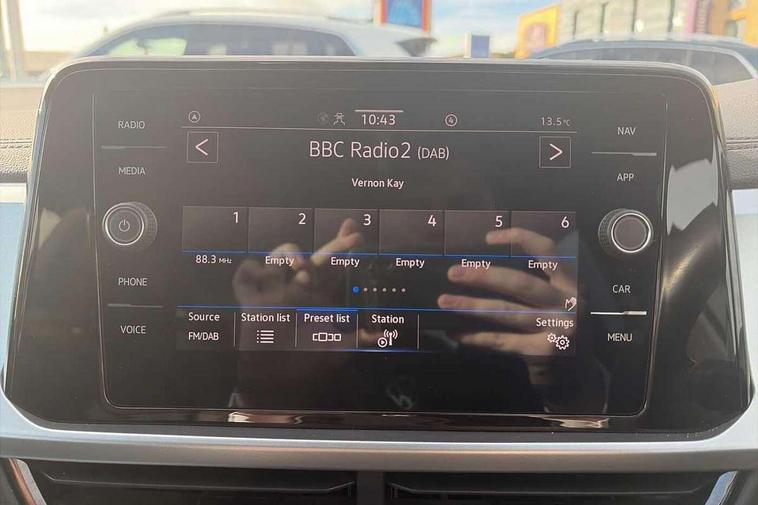 RADIO
MEDIA
PHONE
VOICE
A
10:43
4
13.5°C
< BBC Radio2 (DAB) >
Vernon Kay
1 2 3 4 5 6
88.3 MHz Empty Empty Empty Empty Empty
Source Station list Preset list Station Settings
FM/DAB
NAV
APP
CAR
MENU